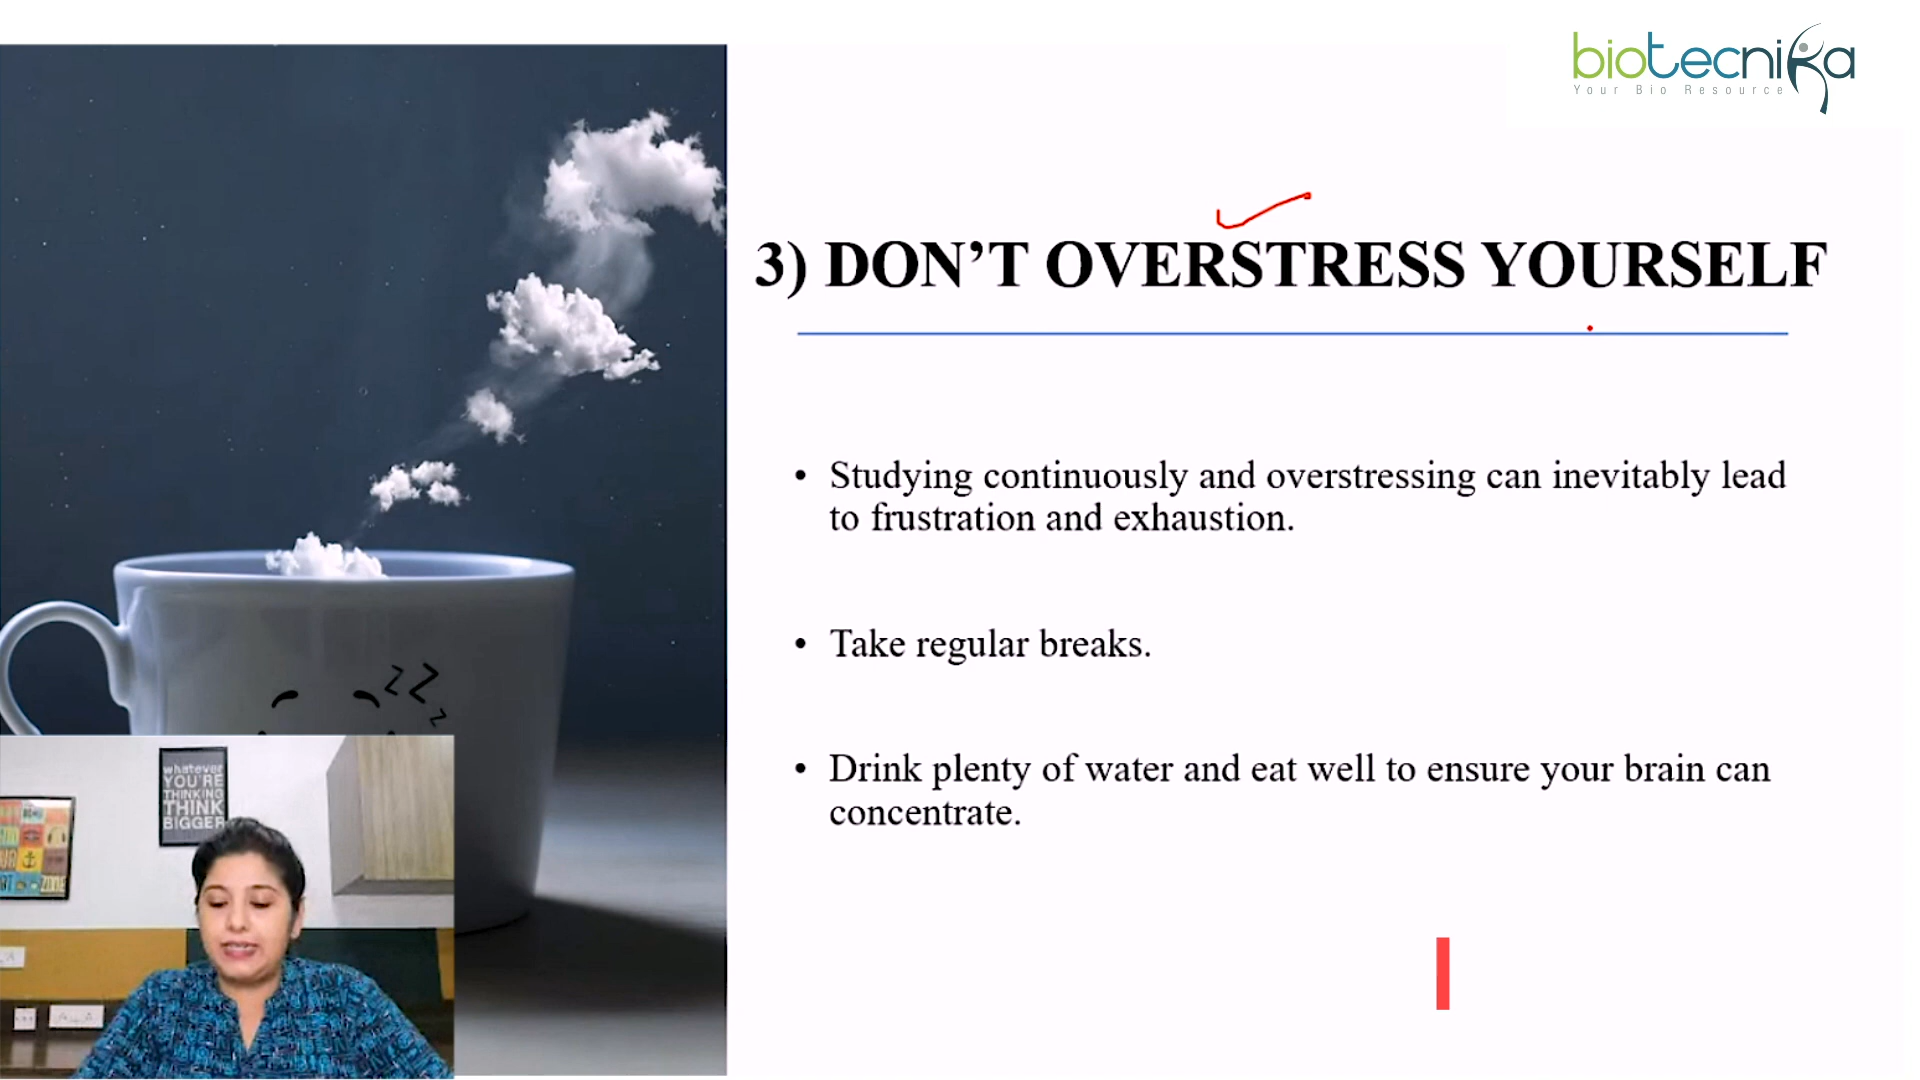 biotecnika
Your Bio Resource
3) DON’T OVERSTRESS YOURSELF
• Studying continuously and overstressing can inevitably lead
to frustration and exhaustion.
• Take regular breaks.
• Drink plenty of water and eat well to ensure your brain can
concentrate.
z Z z
whatever
YOU'RE
THINKING
THINK
BIGGER